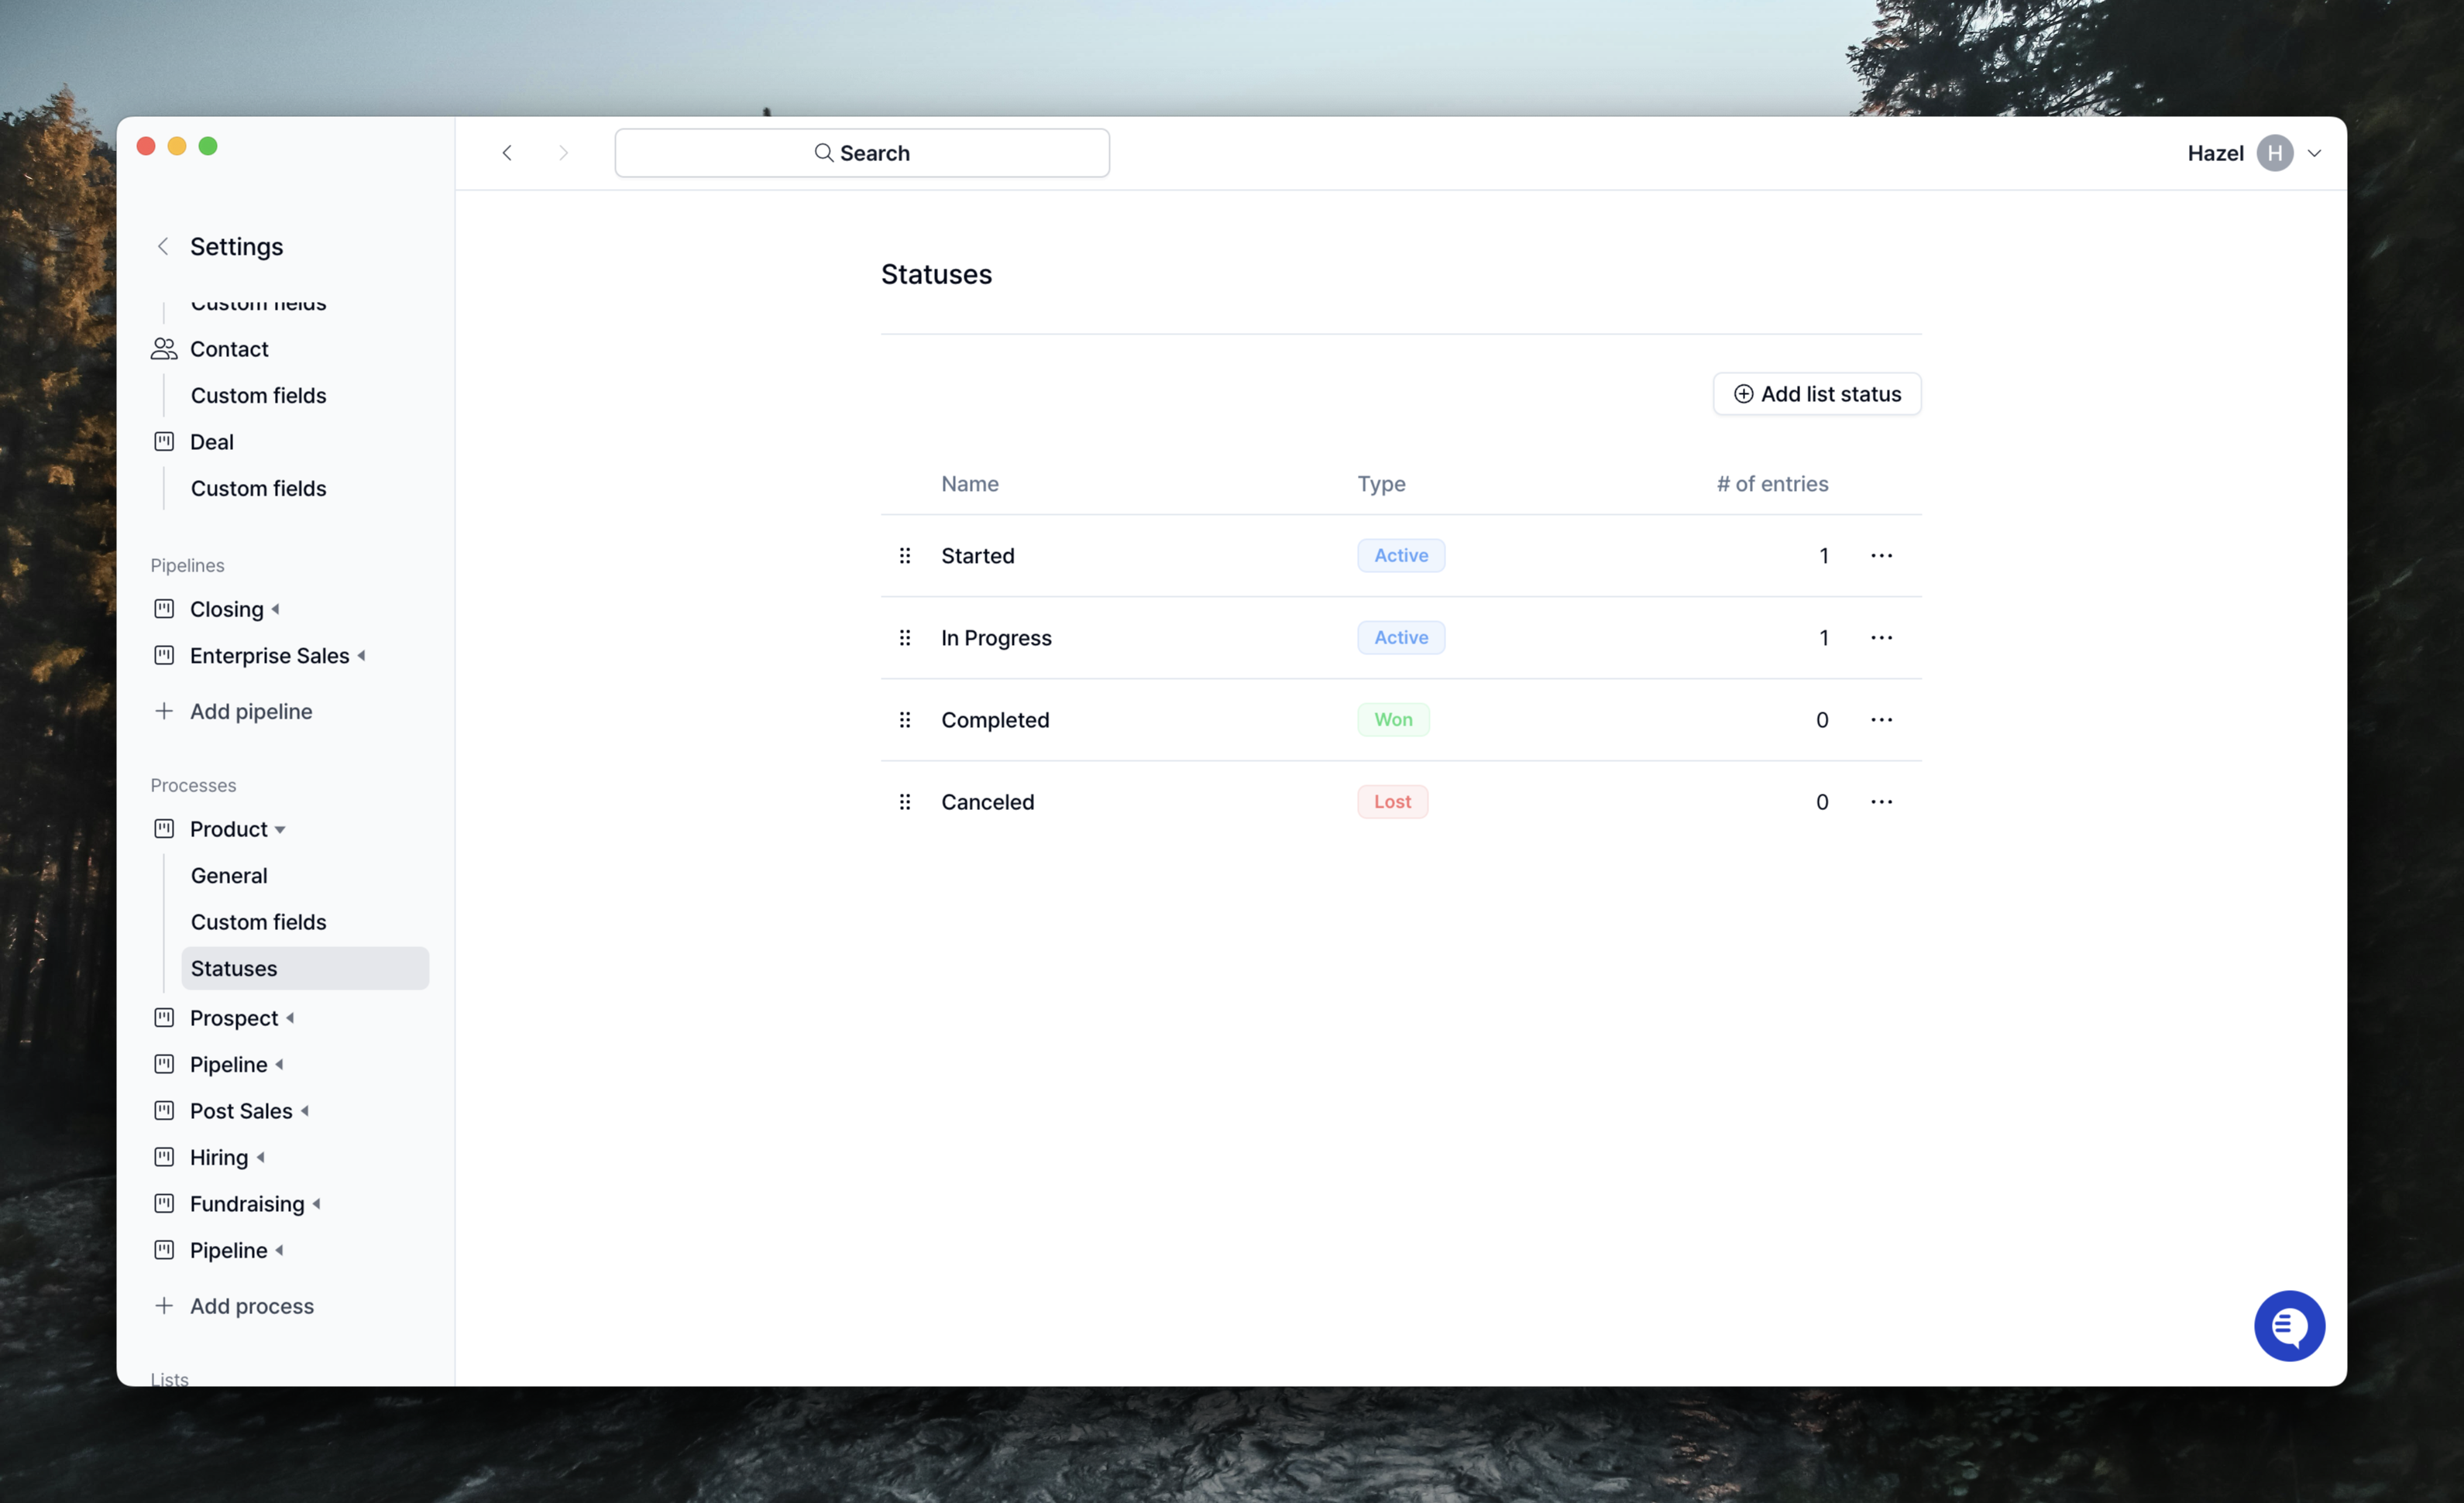 Search
Hazel H
Settings
Custom fields
Contact
Custom fields
Deal
Custom fields
Pipelines
Closing
Enterprise Sales
Add pipeline
Processes
Product
General
Custom fields
Statuses
Prospect
Pipeline
Post Sales
Hiring
Fundraising
Pipeline
Add process
Lists
Statuses
Add list status
Name Type # of entries
Started Active 1
In Progress Active 1
Completed Won 0
Canceled Lost 0